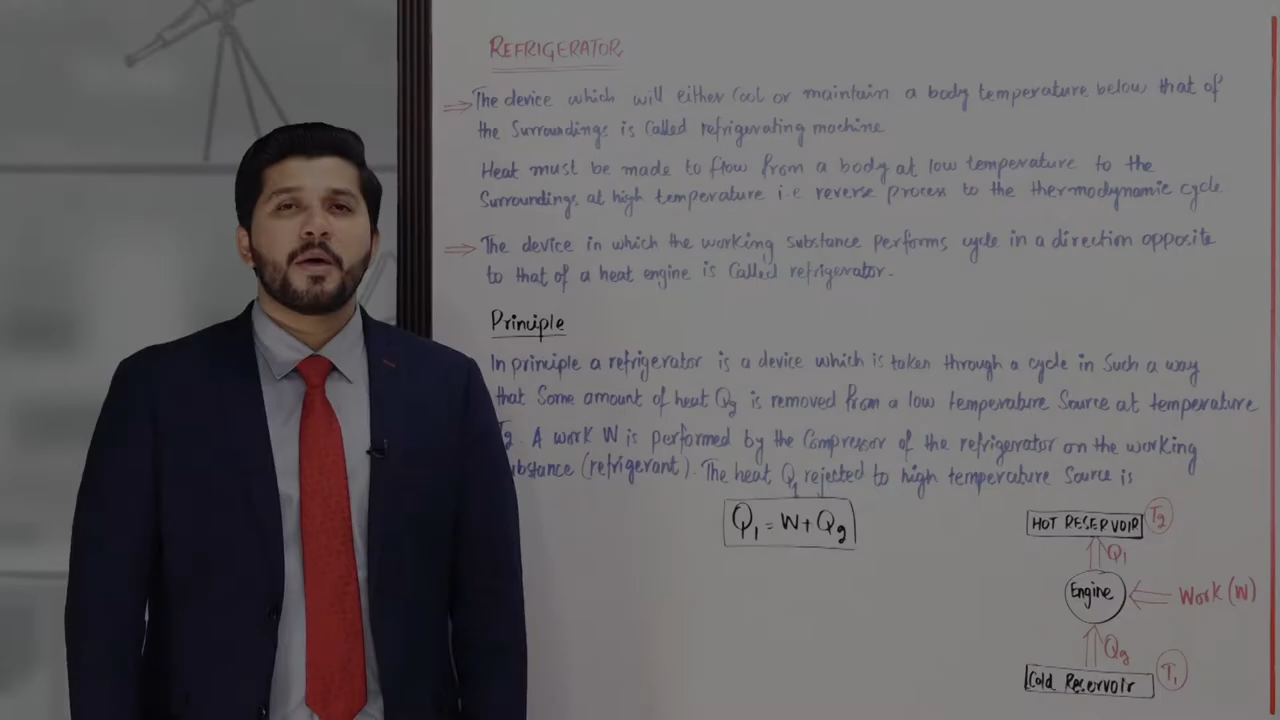 REFRIGERATOR
⇒ The device which will either Cool or maintain a body temperature below that of
the Surroundings is Called refrigerating machine
Heat must be made to flow from a body at low temperature to the
Surroundings at high temperature i.e reverse process to the thermodynamic cycle
⇒ The device in which the working substance performs cycle in a direction opposite
to that of a heat engine is Called refrigerator.
Principle
In principle a refrigerator is a device which is taken through a cycle in Such a way
that Some amount of heat Q2 is removed from a low temperature Source at temperature
T2. A work W is performed by the Compressor of the refrigerator on the working
ubstance (refrigerant). The heat Q1 rejected to high temperature Source is
Q1 = W + Q2
HOT RESERVOIR T2
Q1
Engine Work (W)
Q2
Cold Reservoir T1